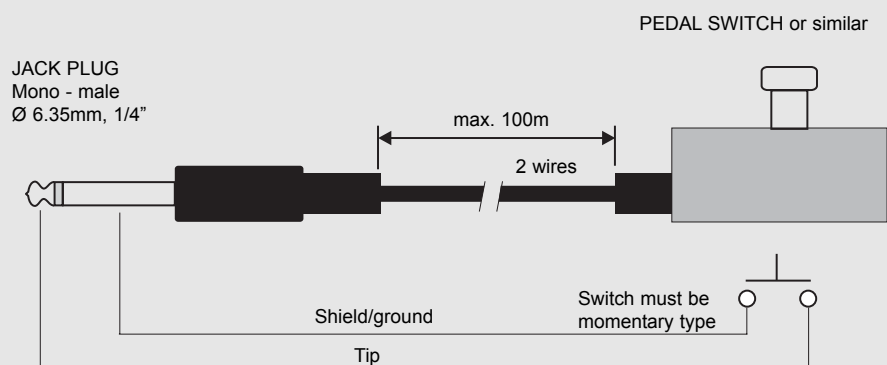 PEDAL SWITCH or similar
JACK PLUG
Mono - male
Ø 6.35mm, 1/4”
max. 100m
2 wires
Switch must be
momentary type
Shield/ground
Tip